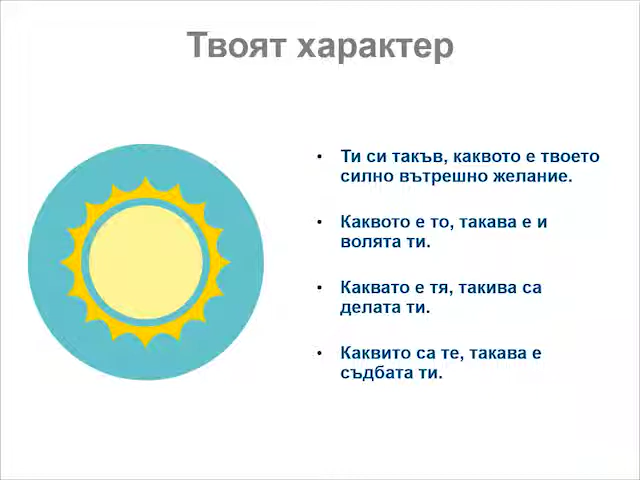 Твоят характер
• Ти си такъв, каквото е твоето
силно вътрешно желание.
• Каквото е то, такава е и
волята ти.
• Каквато е тя, такива са
делата ти.
• Каквито са те, такава е
съдбата ти.